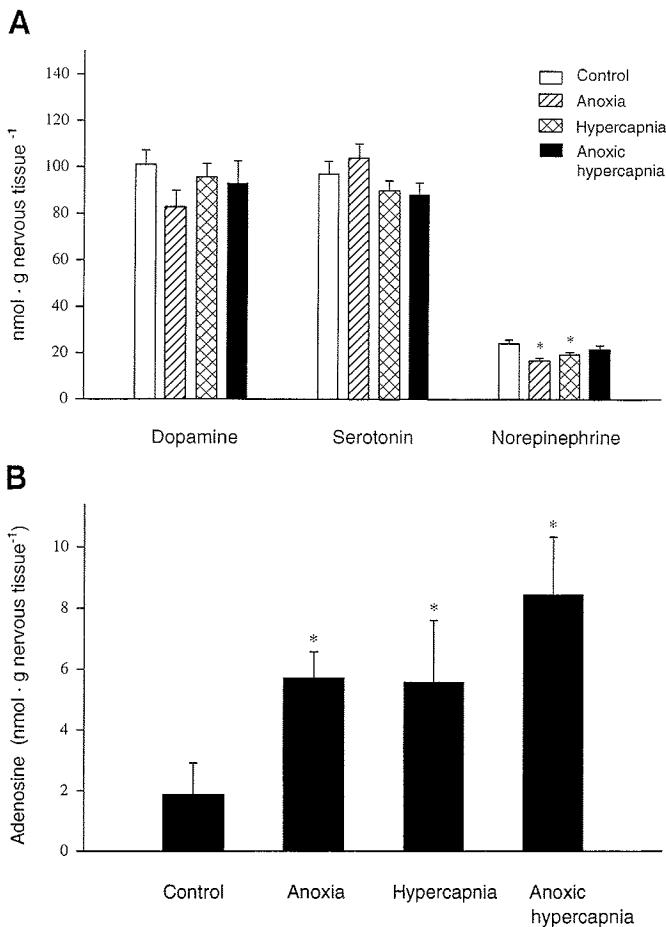 A
140
120
100
80
60
40
20
0
nmol · g nervous tissue -1
Control
Anoxia
Hypercapnia
Anoxic
hypercapnia
* *
Dopamine Serotonin Norepinephrine
B
10
8
6
4
2
0
Adenosine (nmol · g nervous tissue-1)
*
*
*
Control Anoxia Hypercapnia Anoxic
hypercapnia